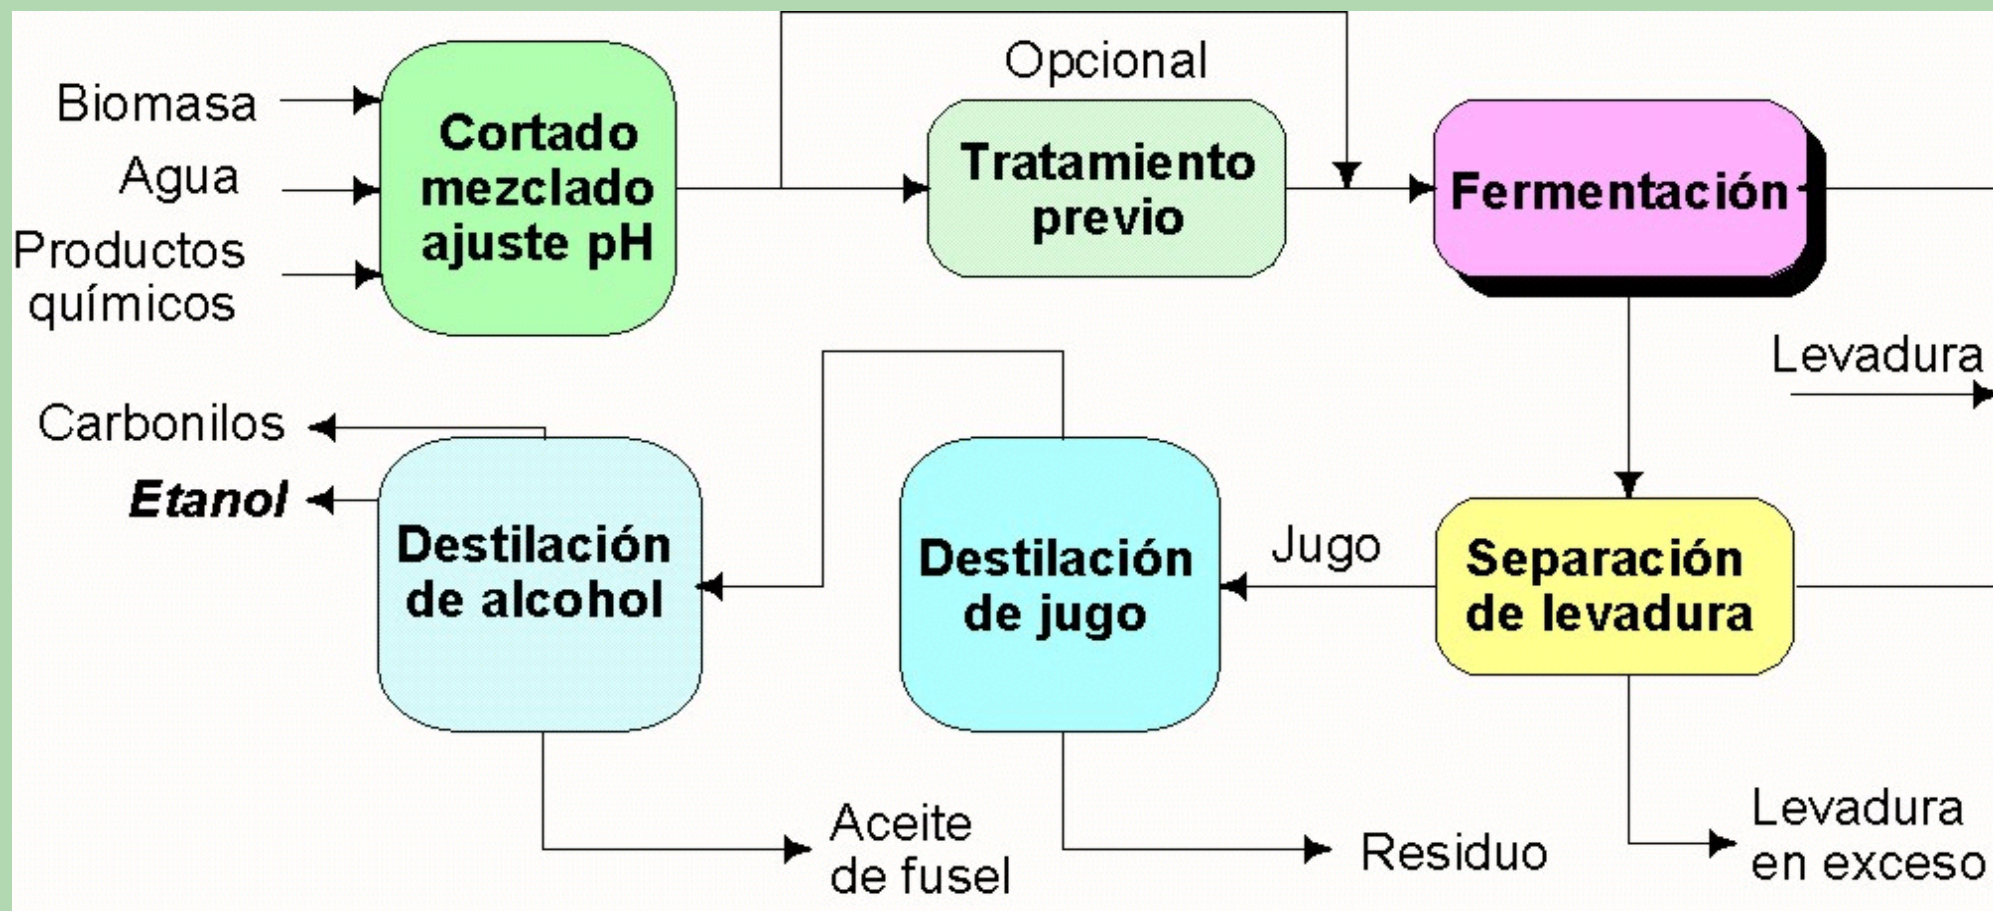 Opcional
Biomasa
Agua
Productos
químicos
Cortado
mezclado
ajuste pH
Tratamiento
previo
Fermentación
Levadura
Carbonilos
Etanol
Destilación
de alcohol
Destilación
de jugo
Jugo
Separación
de levadura
Aceite
de fusel
Residuo
Levadura
en exceso